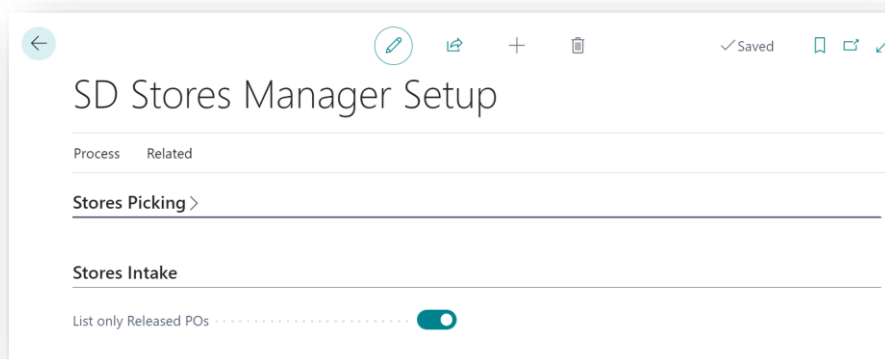 Saved
SD Stores Manager Setup
Process Related
Stores Picking
Stores Intake
List only Released POs